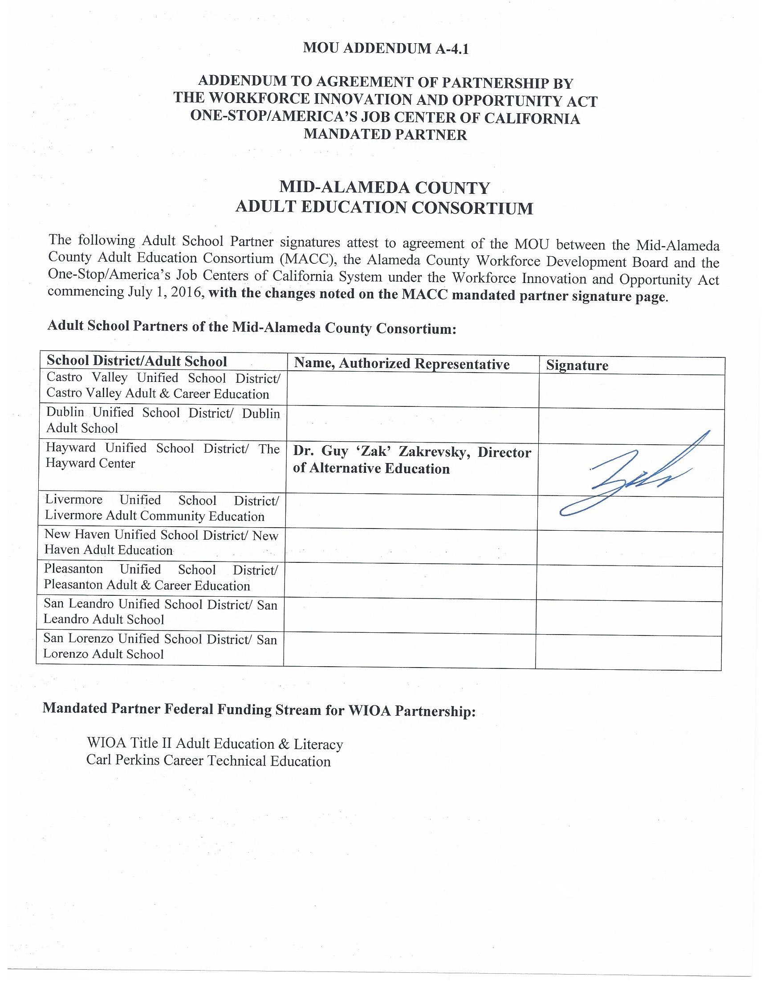 MOU ADDENDUM A-4.1
ADDENDUM TO AGREEMENT OF PARTNERSHIP BY
THE WORKFORCE INNOVATION AND OPPORTUNITY ACT
ONE-STOP/AMERICA'S JOB CENTER OF CALIFORNIA
MANDATED PARTNER
MID-ALAMEDA COUNTY
ADULT EDUCATION CONSORTIUM
The following Adult School Partner signatures attest to agreement of the MOU between the Mid-Alameda
County Adult Education Consortium (MACC), the Alameda County Workforce Development Board and the
One-Stop/America's Job Centers of California System under the Workforce Innovation and Opportunity Act
commencing July 1, 2016, with the changes noted on the MACC mandated partner signature page.
Adult School Partners of the Mid-Alameda County Consortium:
School District/Adult School Name, Authorized Representative Signature
Castro Valley Unified School District/
Castro Valley Adult & Career Education
Dublin Unified School District/ Dublin
Adult School
Hayward Unified School District/ The
Hayward Center
Dr. Guy ‘Zak’ Zakrevsky, Director
of Alternative Education
Livermore Unified School District/
Livermore Adult Community Education
New Haven Unified School District/ New
Haven Adult Education
Pleasanton Unified School District/
Pleasanton Adult & Career Education
San Leandro Unified School District/ San
Leandro Adult School
San Lorenzo Unified School District/ San
Lorenzo Adult School
Mandated Partner Federal Funding Stream for WIOA Partnership:
WIOA Title II Adult Education & Literacy
Carl Perkins Career Technical Education